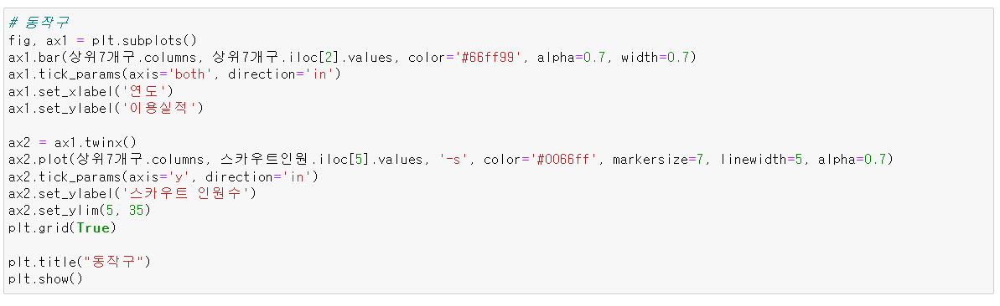 # 동작구
fig, ax1 = plt.subplots()
ax1.bar(상위7개구.columns, 상위7개구.iloc[2].values, color='#66ff99', alpha=0.7, width=0.7)
ax1.tick_params(axis='both', direction='in')
ax1.set_xlabel('연도')
ax1.set_ylabel('이용실적')
ax2 = ax1.twinx()
ax2.plot(상위7개구.columns, 스카우트인원.iloc[5].values, '-s', color='#0066ff', markersize=7, linewidth=5, alpha=0.7)
ax2.tick_params(axis='y', direction='in')
ax2.set_ylabel('스카우트 인원수')
ax2.set_ylim(5, 35)
plt.grid(True)
plt.title("동작구")
plt.show()